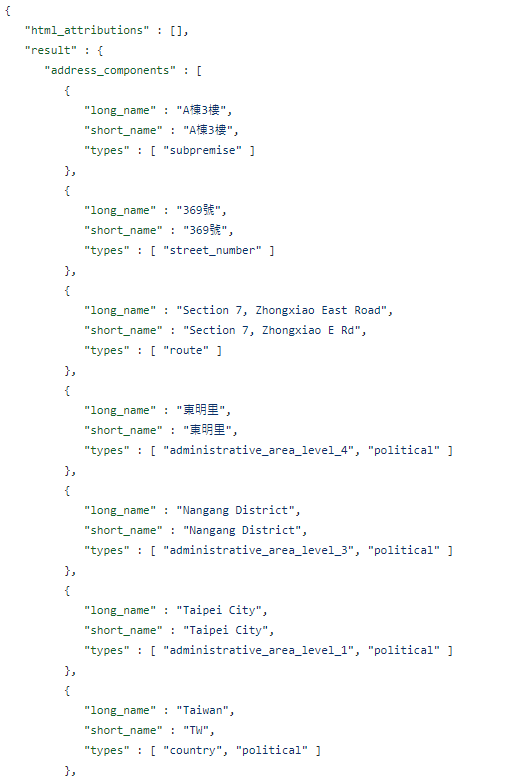 {
"html_attributions" : [],
"result" : {
"address_components" : [
{
"long_name" : "A棟3樓",
"short_name" : "A棟3樓",
"types" : [ "subpremise" ]
},
{
"long_name" : "369號",
"short_name" : "369號",
"types" : [ "street_number" ]
},
{
"long_name" : "Section 7, Zhongxiao East Road",
"short_name" : "Section 7, Zhongxiao E Rd",
"types" : [ "route" ]
},
{
"long_name" : "東明里",
"short_name" : "東明里",
"types" : [ "administrative_area_level_4", "political" ]
},
{
"long_name" : "Nangang District",
"short_name" : "Nangang District",
"types" : [ "administrative_area_level_3", "political" ]
},
{
"long_name" : "Taipei City",
"short_name" : "Taipei City",
"types" : [ "administrative_area_level_1", "political" ]
},
{
"long_name" : "Taiwan",
"short_name" : "TW",
"types" : [ "country", "political" ]
},